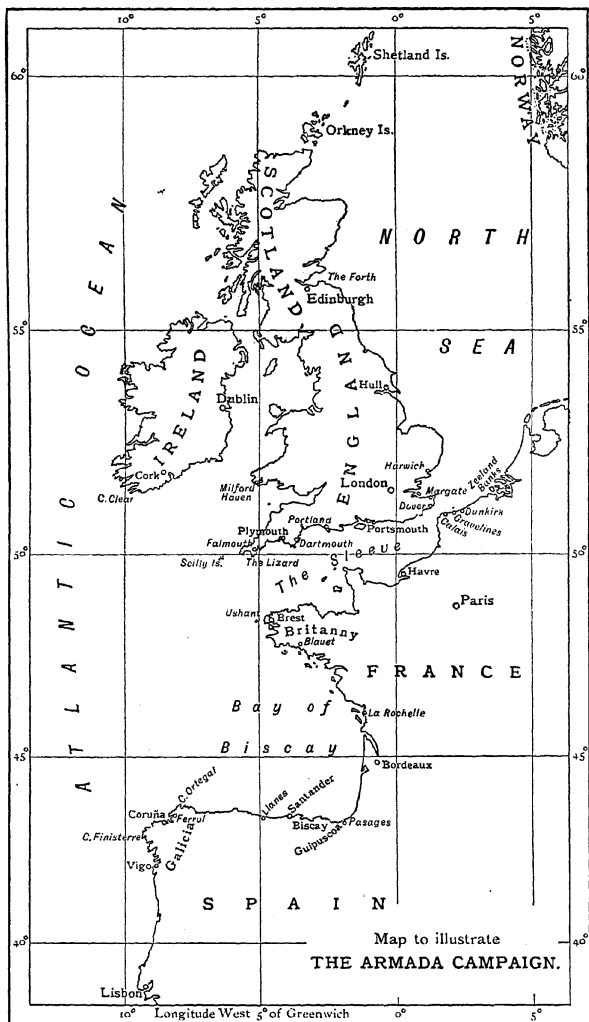 10° 5° 0° 5°
Shetland Is.
60° 60°
NORWAY
Orkney Is.
SCOTLAND
NORTH
SEA
The Forth
Edinburgh
55° 55°
ATLANTIC OCEAN
IRELAND
Dublin
Cork
C. Clear
ENGLAND
Hull
Harwich
London
Margate
Zeeland Banks
Dover
Milford
Haven
Portland
Portsmouth
Dunkirk
Gravelines
Calais
Plymouth
Falmouth
Dartmouth
Scilly Is.
The Lizard
50° 50°
The Sleeve
Havre
Paris
Ushant
Brest
Britanny
Blavet
FRANCE
Bay of
Biscay
La Rochelle
45° 45°
Bordeaux
C. Ortegal
Coruña
Ferrol
C. Finisterre
Galicia
Vigo
Llanes
Santander
Biscay
Guipuscoa
Pasages
SPAIN
40° 40°
Lisbon
Map to illustrate
THE ARMADA CAMPAIGN.
10° 5° 0° 5°
Longitude West of Greenwich